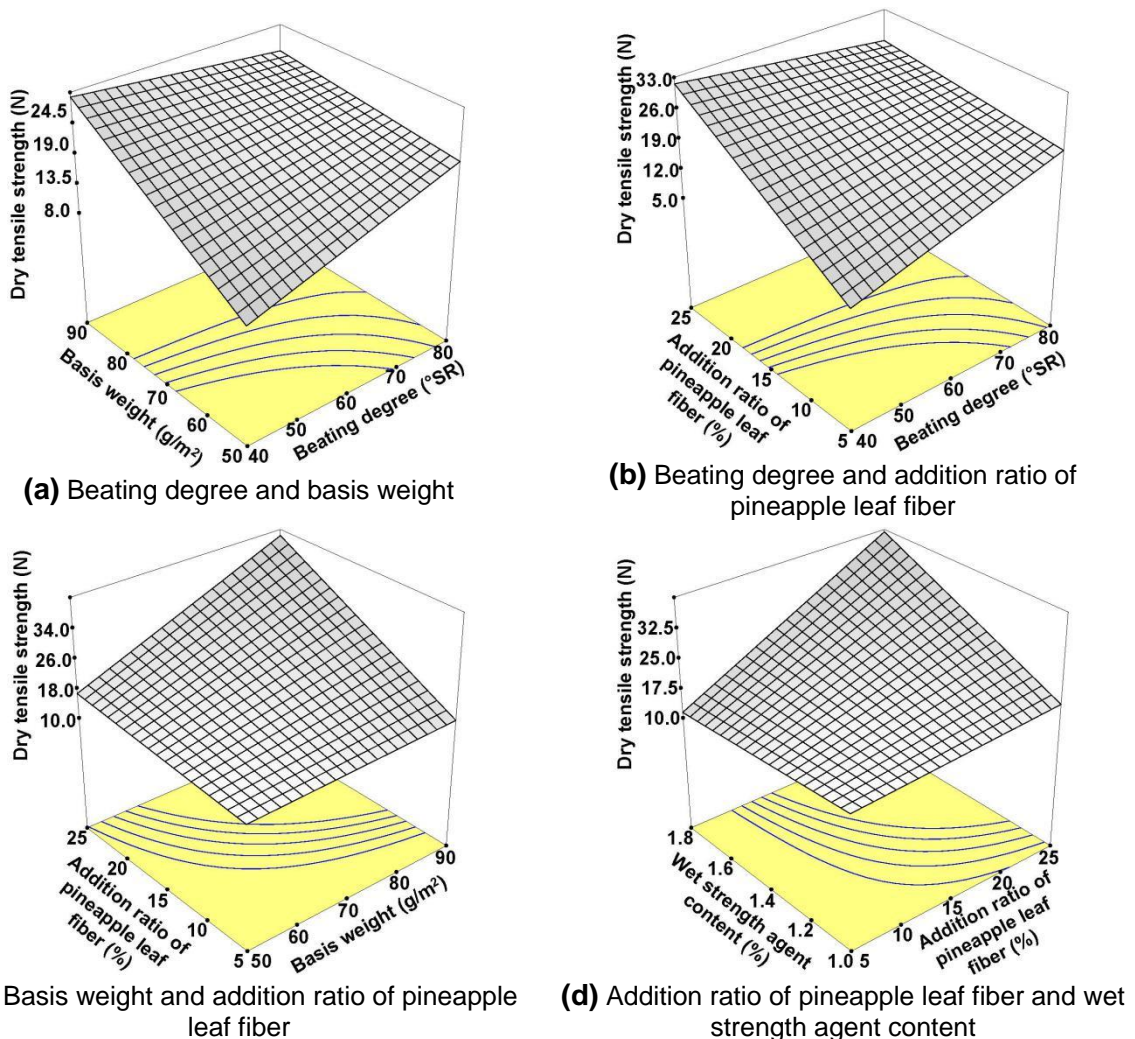 Dry tensile strength (N)
24.5
19.0
13.5
8.0
90
80
70
60
50 40
50
60
70
80
Basis weight (g/m²)
Beating degree (°SR)
(a) Beating degree and basis weight
Dry tensile strength (N)
33.0
26.0
19.0
12.0
5.0
25
20
15
10
5 40
50
60
70
80
Addition ratio of
pineapple leaf
fiber (%)
Beating degree (°SR)
(b) Beating degree and addition ratio of
pineapple leaf fiber
Dry tensile strength (N)
34.0
26.0
18.0
10.0
25
20
15
10
5 50
60
70
80
90
Addition ratio of
pineapple leaf
fiber (%)
Basis weight (g/m²)
Basis weight and addition ratio of pineapple
leaf fiber
Dry tensile strength (N)
32.5
25.0
17.5
10.0
1.8
1.6
1.4
1.2
1.0 5
10
15
20
25
Wet strength agent
content (%)
Addition ratio of
pineapple leaf
fiber (%)
(d) Addition ratio of pineapple leaf fiber and wet
strength agent content